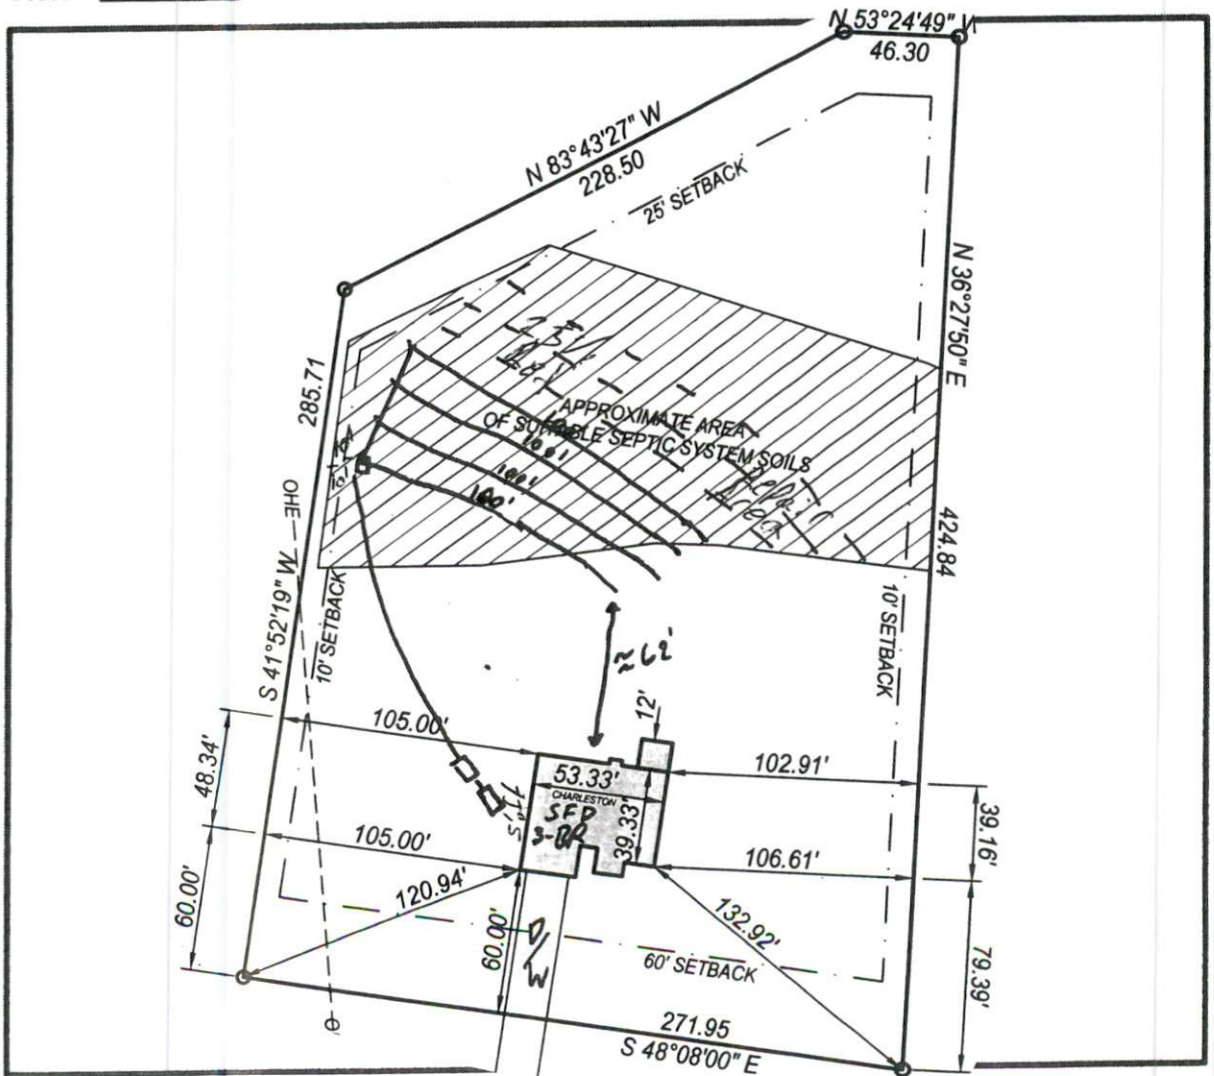 N 53°24'49" W
46.30
N 83°43'27" W
228.50
25' SETBACK
N 36°27'50" E
424.84
285.71
APPROXIMATE AREA
OF SUITABLE SEPTIC SYSTEM SOILS
Repair
Area
100'
100'
100'
OHE
S 41°52'19" W
10' SETBACK
10' SETBACK
≈62'
12'
105.00'
102.91'
48.34'
53.33'
CHARLESTON
SFD
3-BR
39.33'
39.16'
105.00'
106.61'
60.00'
120.94'
132.92'
60.00'
D/W
60' SETBACK
79.39'
271.95
S 48°08'00" E